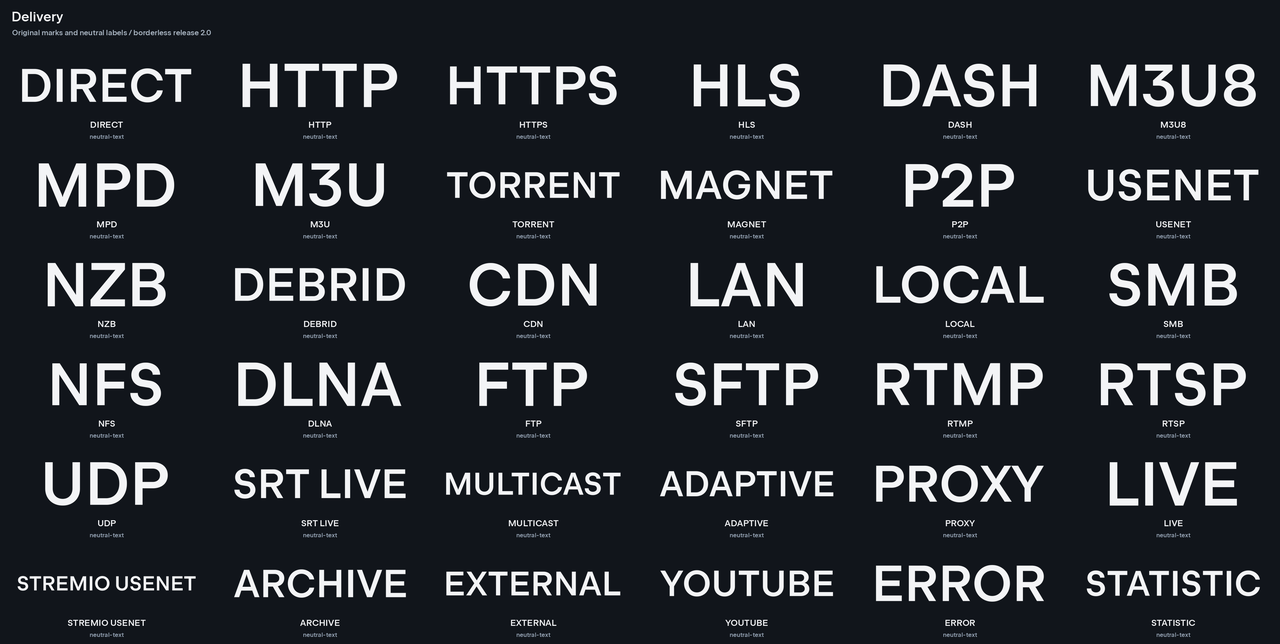 Delivery
Original marks and neutral labels / borderless release 2.0
DIRECT HTTP HTTPS HLS DASH M3U8
DIRECT HTTP HTTPS HLS DASH M3U8
neutral-text neutral-text neutral-text neutral-text neutral-text neutral-text
MPD M3U TORRENT MAGNET P2P USENET
MPD M3U TORRENT MAGNET P2P USENET
neutral-text neutral-text neutral-text neutral-text neutral-text neutral-text
NZB DEBRID CDN LAN LOCAL SMB
NZB DEBRID CDN LAN LOCAL SMB
neutral-text neutral-text neutral-text neutral-text neutral-text neutral-text
NFS DLNA FTP SFTP RTMP RTSP
NFS DLNA FTP SFTP RTMP RTSP
neutral-text neutral-text neutral-text neutral-text neutral-text neutral-text
UDP SRT LIVE MULTICAST ADAPTIVE PROXY LIVE
UDP SRT LIVE MULTICAST ADAPTIVE PROXY LIVE
neutral-text neutral-text neutral-text neutral-text neutral-text neutral-text
STREMIO USENET ARCHIVE EXTERNAL YOUTUBE ERROR STATISTIC
STREMIO USENET ARCHIVE EXTERNAL YOUTUBE ERROR STATISTIC
neutral-text neutral-text neutral-text neutral-text neutral-text neutral-text